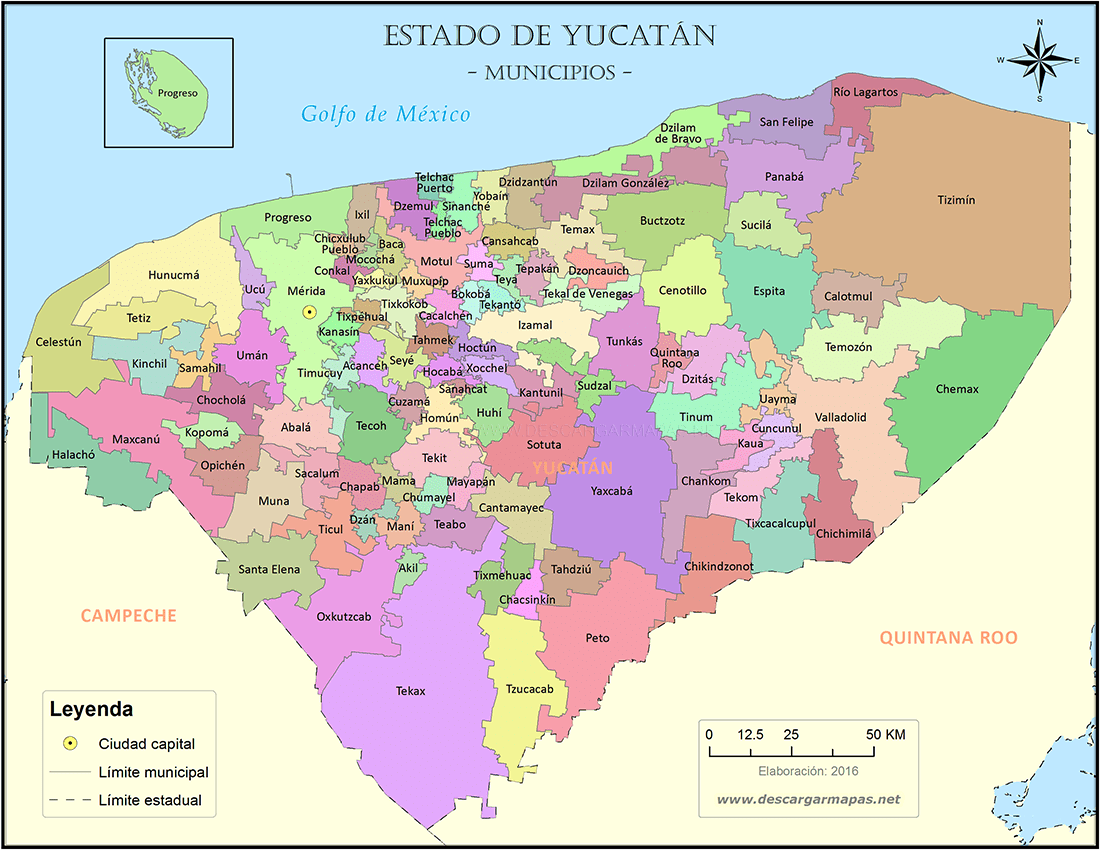 ESTADO DE YUCATÁN
- MUNICIPIOS -
N
W
E
S
Golfo de México
Progreso
Río Lagartos
San Felipe
Dzilam
de Bravo
Panabá
Tizimín
Telchac
Puerto
Dzidzantún
Dzilam González
Yobaín
Dzemul
Sinanché
Progreso
Ixil
Telchac
Pueblo
Buctzotz
Sucilá
Temax
Chicxulub
Pueblo
Baca
Cansahcab
Mocochá
Motul
Suma
Tepakán
Dzoncauich
Hunucmá
Conkal
Yaxkukul
Muxupíp
Teya
Ucú
Mérida
Bokobá
Tekal de Venegas
Cenotillo
Espita
Calotmul
Tixkokob
Tekantó
Tetiz
Tixpéhual
Cacalchén
Izamal
Kanasín
Celestún
Tahmek
Hoctún
Tunkás
Temozón
Umán
Quintana
Roo
Kinchil
Samahil
Seyé
Acancéh
Timucuy
Hocabá
Xocchel
Dzitás
Chemax
Sanahcat
Kantunil
Sudzal
Chocholá
Cuzamá
Uayma
Huhí
Homún
Tinum
Valladolid
Abalá
Tecoh
Cuncunul
Kopomá
WWW.DESCARGARMAPAS.NET
Maxcanú
Sotuta
Kaua
Halachó
Tekit
Opichén
YUCATÁN
Sacalum
Mama
Mayapán
Chankom
Chapab
Yaxcabá
Tekom
Chumayel
Muna
Cantamayec
Dzán
Tixcacalcupul
Ticul
Maní
Teabo
Chichimilá
Santa Elena
Akil
Tixmehuac
Tahdziú
Chikindzonot
Chacsinkín
CAMPECHE
Oxkutzcab
Peto
QUINTANA ROO
Tekax
Tzucacab
Leyenda
Ciudad capital
Límite municipal
Límite estadual
0 12.5 25 50 KM
Elaboración: 2016
www.descargarmapas.net